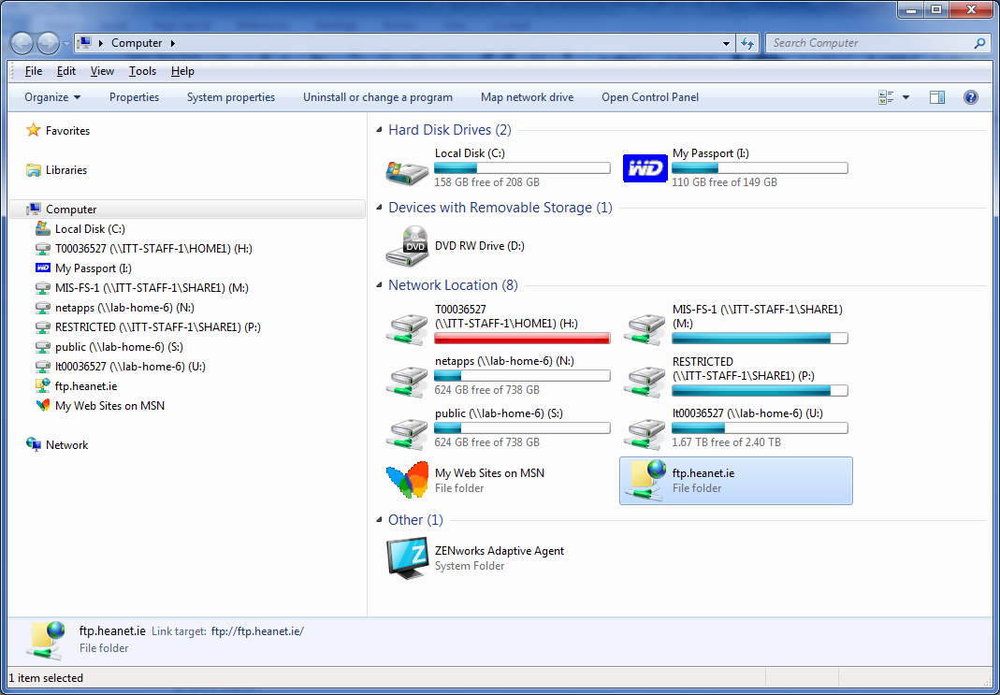 Computer
Search Computer
File Edit View Tools Help
Organize Properties System properties Uninstall or change a program Map network drive Open Control Panel
Favorites
Libraries
Computer
Local Disk (C:)
T00036527 (\\ITT-STAFF-1\HOME1) (H:)
WD My Passport (I:)
MIS-FS-1 (\\ITT-STAFF-1\SHARE1) (M:)
netapps (\\lab-home-6) (N:)
RESTRICTED (\\ITT-STAFF-1\SHARE1) (P:)
public (\\lab-home-6) (S:)
lt00036527 (\\lab-home-6) (U:)
ftp.heanet.ie
My Web Sites on MSN
Network
Hard Disk Drives (2)
Local Disk (C:)
158 GB free of 208 GB
WD
My Passport (I:)
110 GB free of 149 GB
Devices with Removable Storage (1)
DVD
DVD RW Drive (D:)
Network Location (8)
T00036527
(\\ITT-STAFF-1\HOME1) (H:)
MIS-FS-1 (\\ITT-STAFF-1\SHARE1)
(M:)
netapps (\\lab-home-6) (N:)
624 GB free of 738 GB
RESTRICTED
(\\ITT-STAFF-1\SHARE1) (P:)
public (\\lab-home-6) (S:)
624 GB free of 738 GB
lt00036527 (\\lab-home-6) (U:)
1.67 TB free of 2.40 TB
My Web Sites on MSN
File folder
ftp.heanet.ie
File folder
Other (1)
Z
ZENworks Adaptive Agent
System Folder
ftp.heanet.ie Link target: ftp://ftp.heanet.ie/
File folder
1 item selected